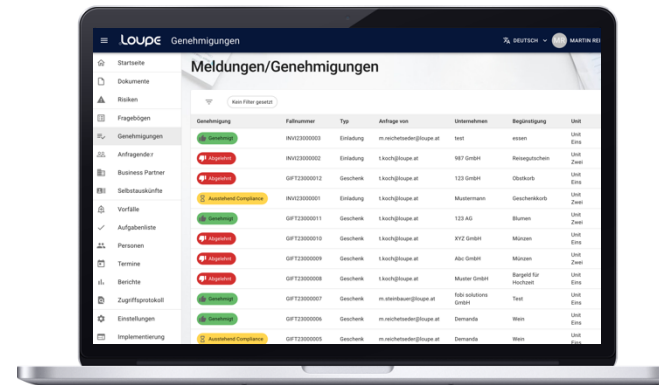 LOUPE Genehmigungen DEUTSCH MR MARTIN REI
Startseite
Dokumente
Risiken
Fragebögen
Genehmigungen
Anfragende:r
Business Partner
Selbstauskünfte
Vorfälle
Aufgabenliste
Personen
Termine
Berichte
Zugriffsprotokoll
Einstellungen
Implementierung
Meldungen/Genehmigungen
Kein Filter gesetzt
Genehmigung Fallnummer Typ Anfrage von Unternehmen Begünstigung Unit
Genehmigt INVI23000003 Einladung m.reichetseder@loupe.at test essen Unit Eins
Abgelehnt INVI23000002 Einladung t.koch@loupe.at 987 GmbH Reisegutschein Unit Zwei
Abgelehnt GIFT23000012 Geschenk t.koch@loupe.at 123 GmbH Obstkorb Unit Eins
Ausstehend Compliance INVI23000001 Einladung t.koch@loupe.at Mustermann Geschenkkorb Unit Zwei
Genehmigt GIFT23000011 Geschenk t.koch@loupe.at 123 AG Blumen Unit Eins
Abgelehnt GIFT23000010 Geschenk t.koch@loupe.at XYZ GmbH Münzen Unit Eins
Abgelehnt GIFT23000009 Geschenk t.koch@loupe.at Abc GmbH Münzen Unit Zwei
Abgelehnt GIFT23000008 Geschenk t.koch@loupe.at Muster GmbH Bargeld für Hochzeit Unit Eins
Genehmigt GIFT23000007 Geschenk m.steinbauer@loupe.at fobi solutions GmbH Test Unit Eins
Genehmigt GIFT23000006 Geschenk m.reichetseder@loupe.at Demanda Wein Unit Eins
Ausstehend Compliance GIFT23000005 Geschenk m.reichetseder@loupe.at Demanda Wein Unit Eins